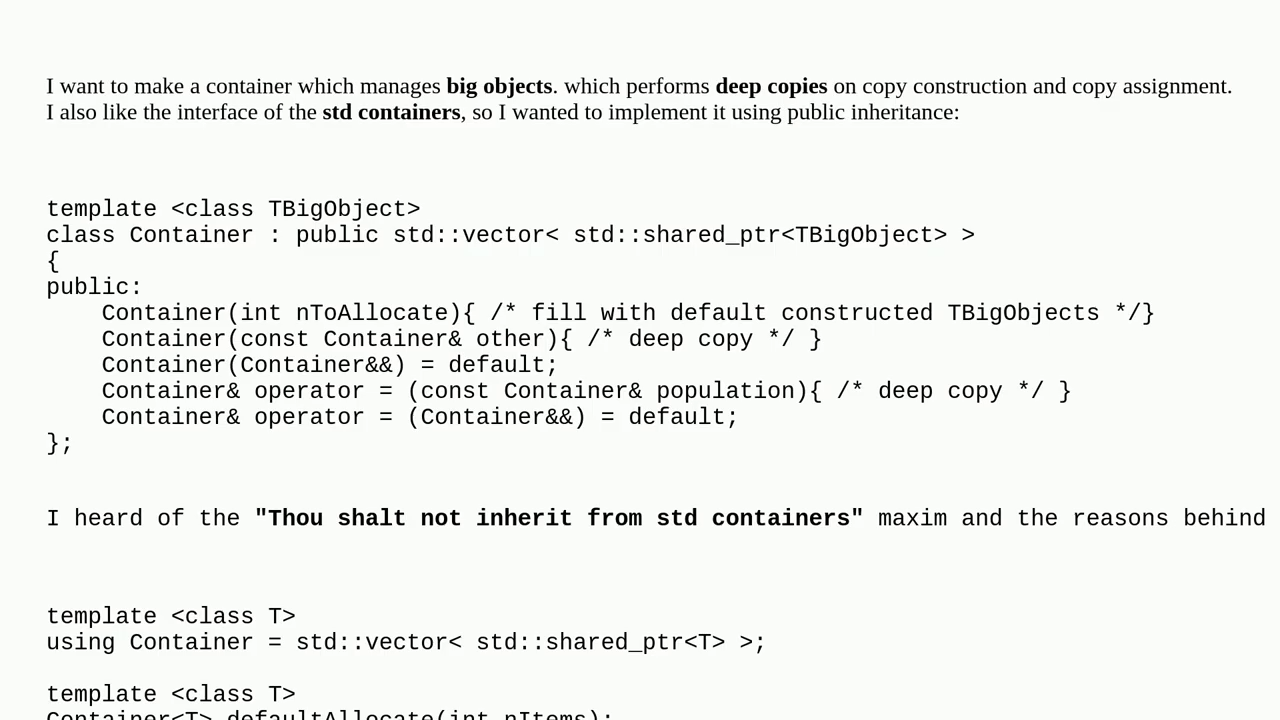 I want to make a container which manages big objects. which performs deep copies on copy construction and copy assignment.
I also like the interface of the std containers, so I wanted to implement it using public inheritance:
template <class TBigObject>
class Container : public std::vector< std::shared_ptr<TBigObject> >
{
public:
    Container(int nToAllocate){ /* fill with default constructed TBigObjects */}
    Container(const Container& other){ /* deep copy */ }
    Container(Container&&) = default;
    Container& operator = (const Container& population){ /* deep copy */ }
    Container& operator = (Container&&) = default;
};
I heard of the "Thou shalt not inherit from std containers" maxim and the reasons behind
template <class T>
using Container = std::vector< std::shared_ptr<T> >;
template <class T>
Container<T> defaultAllocate(int nItems);